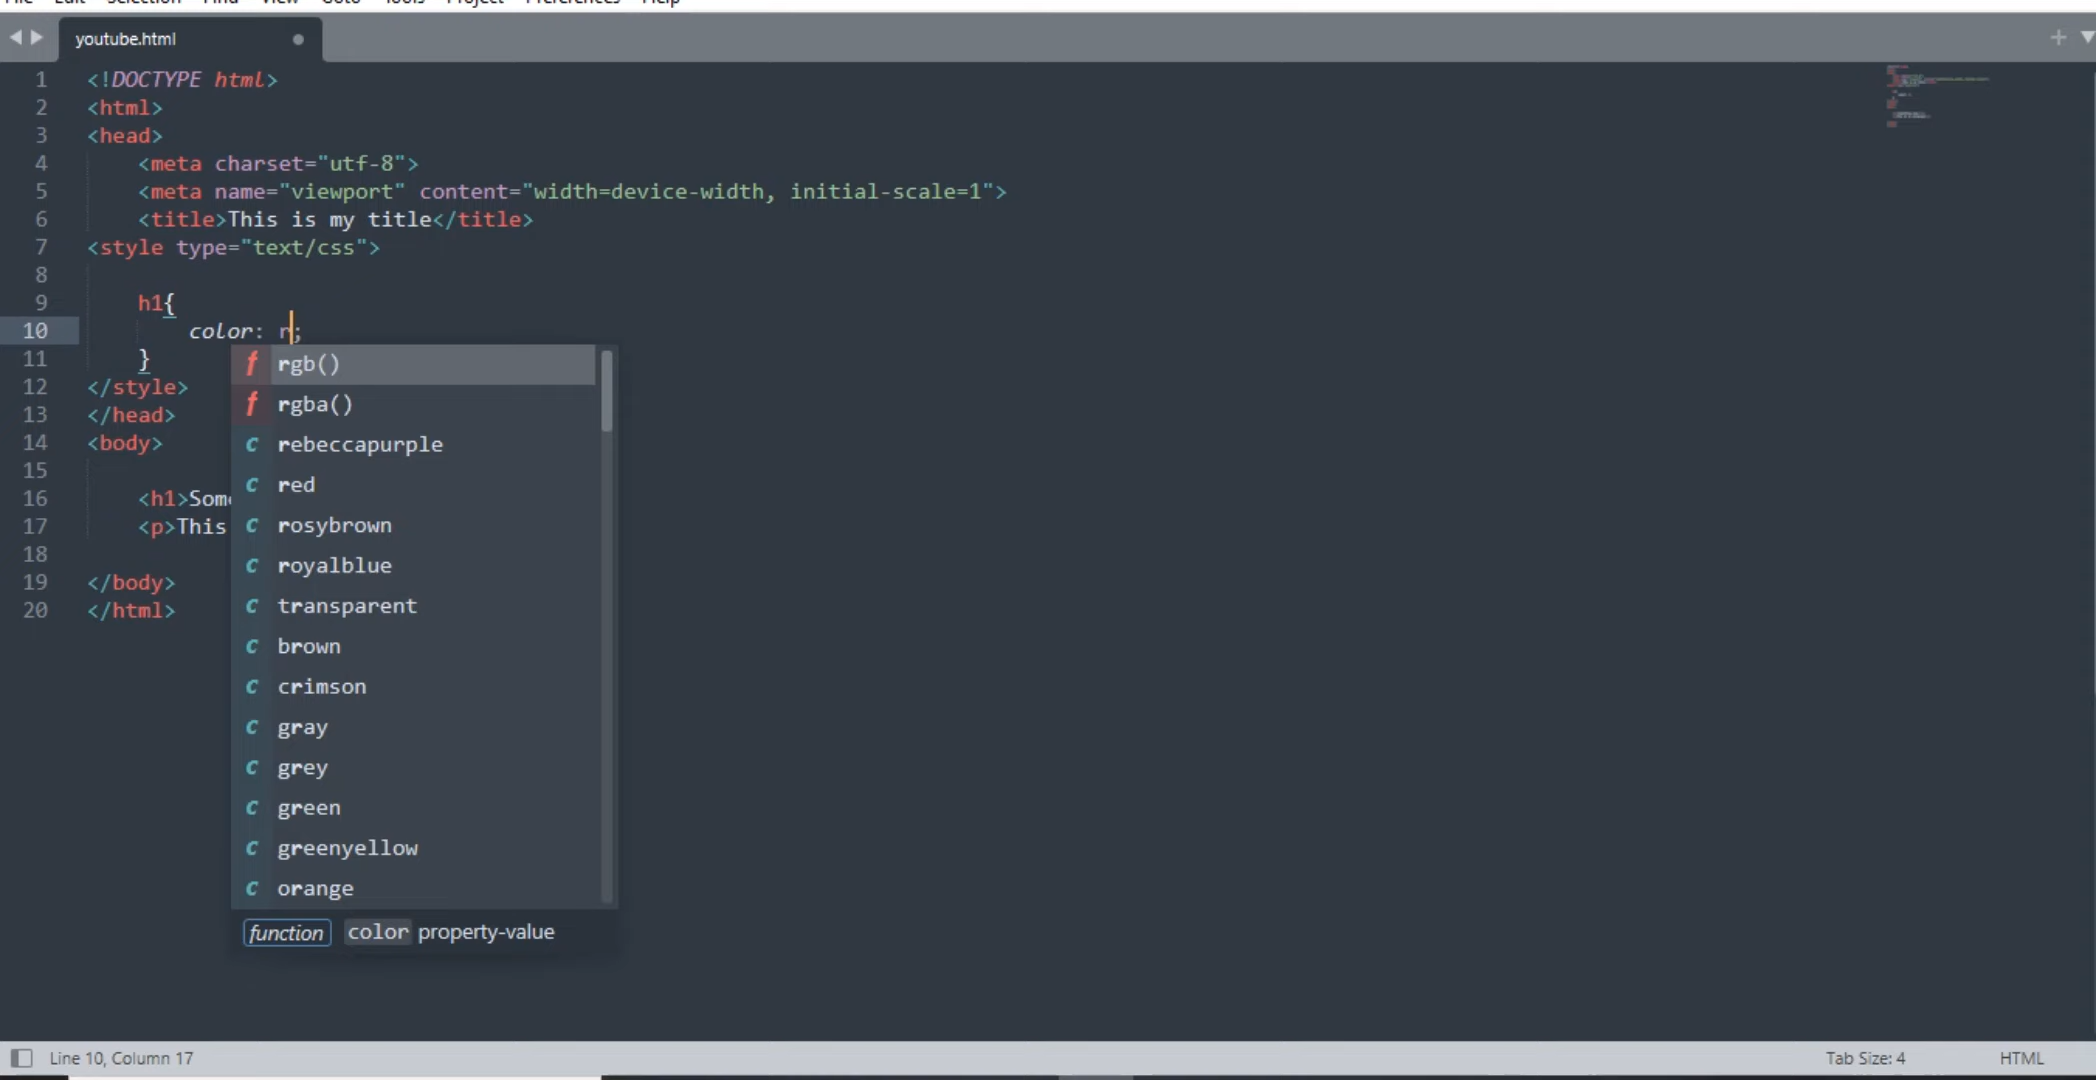 File Edit Selection Find View Goto Tools Project Preferences Help
youtube.html
1 <!DOCTYPE html>
2 <html>
3 <head>
4 <meta charset="utf-8">
5 <meta name="viewport" content="width=device-width, initial-scale=1">
6 <title>This is my title</title>
7 <style type="text/css">
8
9 h1{
10 color: r;
11 }
12 </style>
13 </head>
14 <body>
15
16 <h1>Some
17 <p>This
18
19 </body>
20 </html>
f rgb()
f rgba()
c rebeccapurple
c red
c rosybrown
c royalblue
c transparent
c brown
c crimson
c gray
c grey
c green
c greenyellow
c orange
function color property-value
Line 10, Column 17 Tab Size: 4 HTML